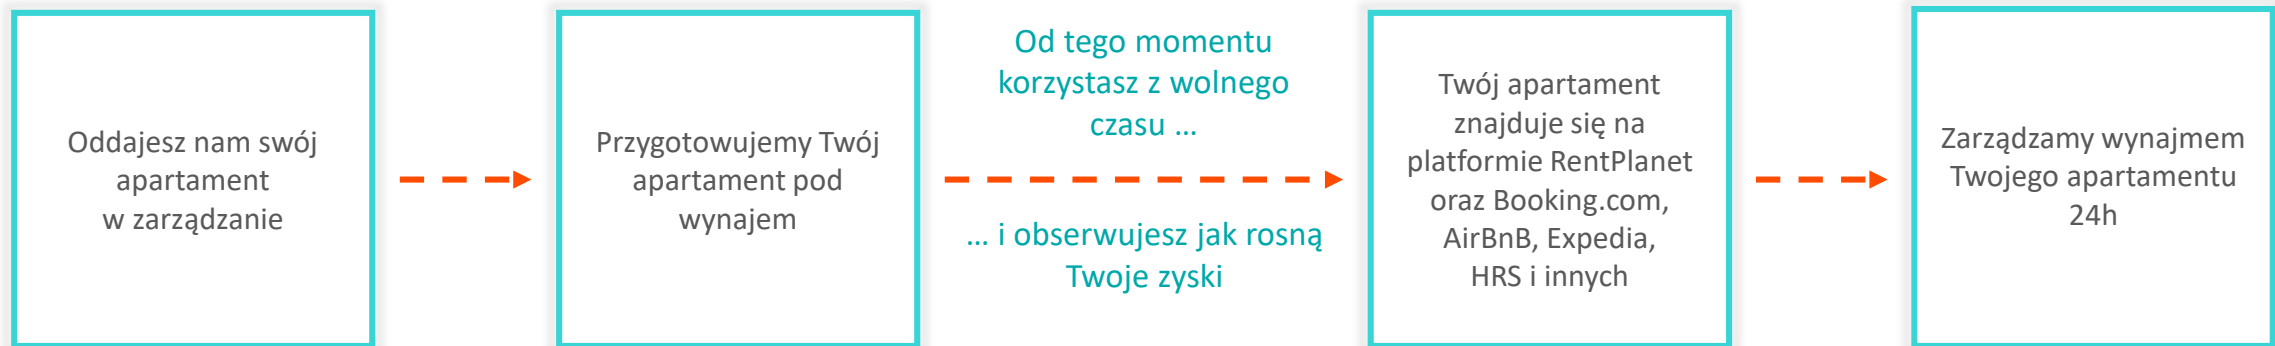 Oddajesz nam swój
apartament
w zarządzanie
Przygotowujemy Twój
apartament pod
wynajem
Od tego momentu
korzystasz z wolnego
czasu ...
... i obserwujesz jak rosną
Twoje zyski
Twój apartament
znajduje się na
platformie RentPlanet
oraz Booking.com,
AirBnB, Expedia,
HRS i innych
Zarządzamy wynajmem
Twojego apartamentu
24h